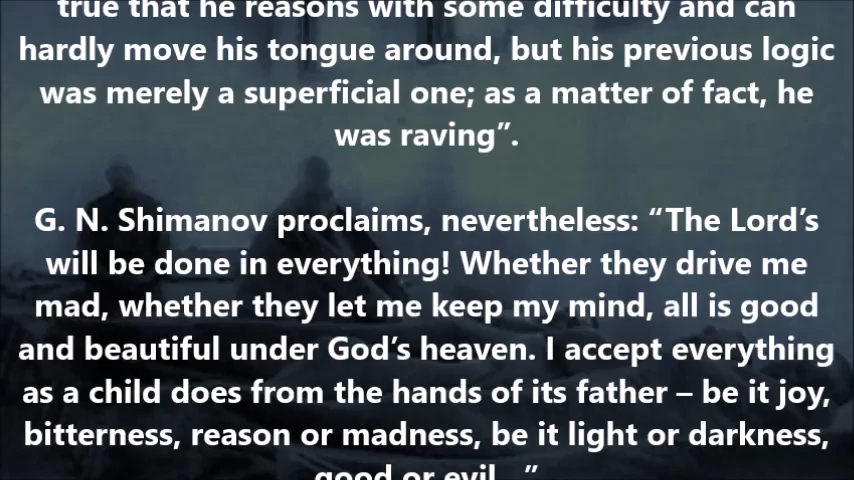 true that he reasons with some difficulty and can
hardly move his tongue around, but his previous logic
was merely a superficial one; as a matter of fact, he
was raving”.
G. N. Shimanov proclaims, nevertheless: “The Lord’s
will be done in everything! Whether they drive me
mad, whether they let me keep my mind, all is good
and beautiful under God’s heaven. I accept everything
as a child does from the hands of its father – be it joy,
bitterness, reason or madness, be it light or darkness,
good or evil...”